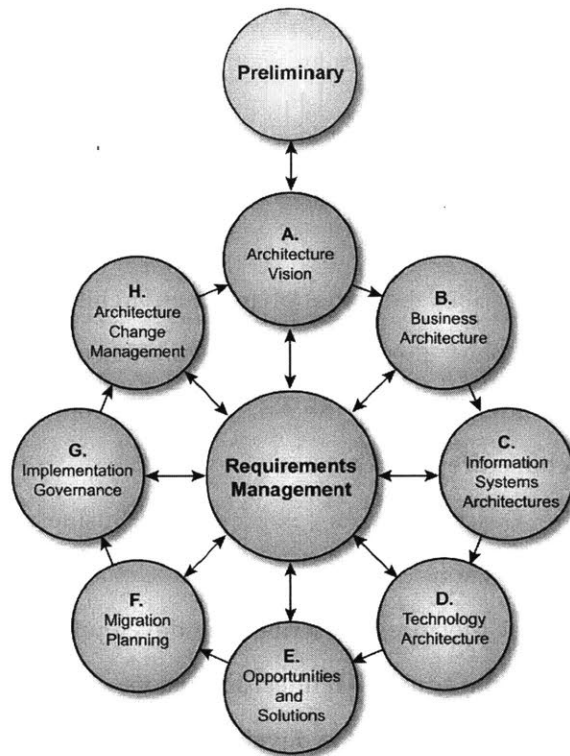 Preliminary
A.
Architecture
Vision
B.
Business
Architecture
C.
Information
Systems
Architectures
D.
Technology
Architecture
E.
Opportunities
and
Solutions
F.
Migration
Planning
G.
Implementation
Governance
H.
Architecture
Change
Management
Requirements
Management